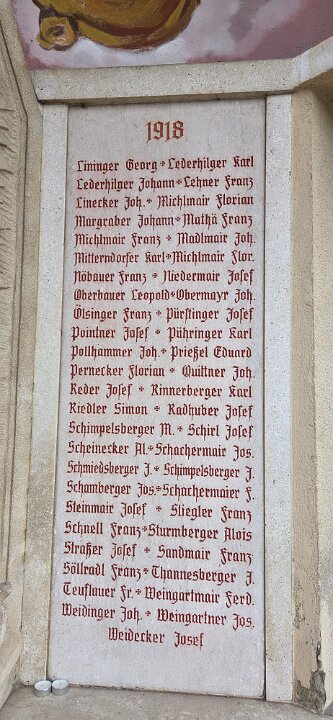 1918
Lininger Georg * Lederhilger Karl
Lederhilger Johann * Lehner Franz
Linecker Joh. * Michlmair Florian
Margraber Johann * Mathä Franz
Michlmair Franz * Madlmair Joh.
Mitterndorfer Karl * Michlmair Flor.
Nöbauer Franz * Niedermair Josef
Oberbauer Leopold * Obermayr Joh.
Ölsinger Franz * Pürstinger Josef
Pointner Josef * Pühringer Karl
Pollhammer Joh. * Prießel Eduard
Pernecker Florian * Quittner Joh.
Reder Josef * Rinnerberger Karl
Riedler Simon * Radhuber Josef
Schimpelsberger M. * Schirl Josef
Scheinecker Al. * Schachermair Jos.
Schmiedsberger J. * Schimpelsberger J.
Schamberger Jos. * Schachermaier F.
Steinmair Josef * Stiegler Franz
Schnell Franz * Sturmberger Alois
Straßer Josef * Sandmair Franz
Söllradl Franz * Thannesberger J.
Teuflauer Fr. * Weingartmair Ferd.
Weidinger Joh. * Weingartner Jos.
Weidecker Josef